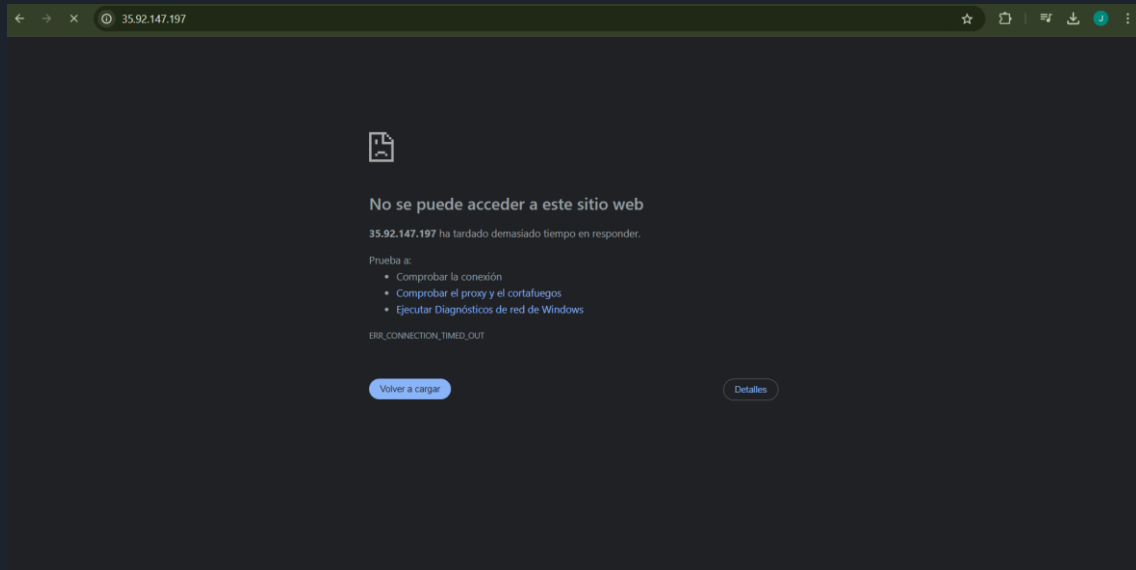 35.92.147.197
J
No se puede acceder a este sitio web
35.92.147.197 ha tardado demasiado tiempo en responder.
Prueba a:
• Comprobar la conexión
• Comprobar el proxy y el cortafuegos
• Ejecutar Diagnósticos de red de Windows
ERR_CONNECTION_TIMED_OUT
Volver a cargar
Detalles